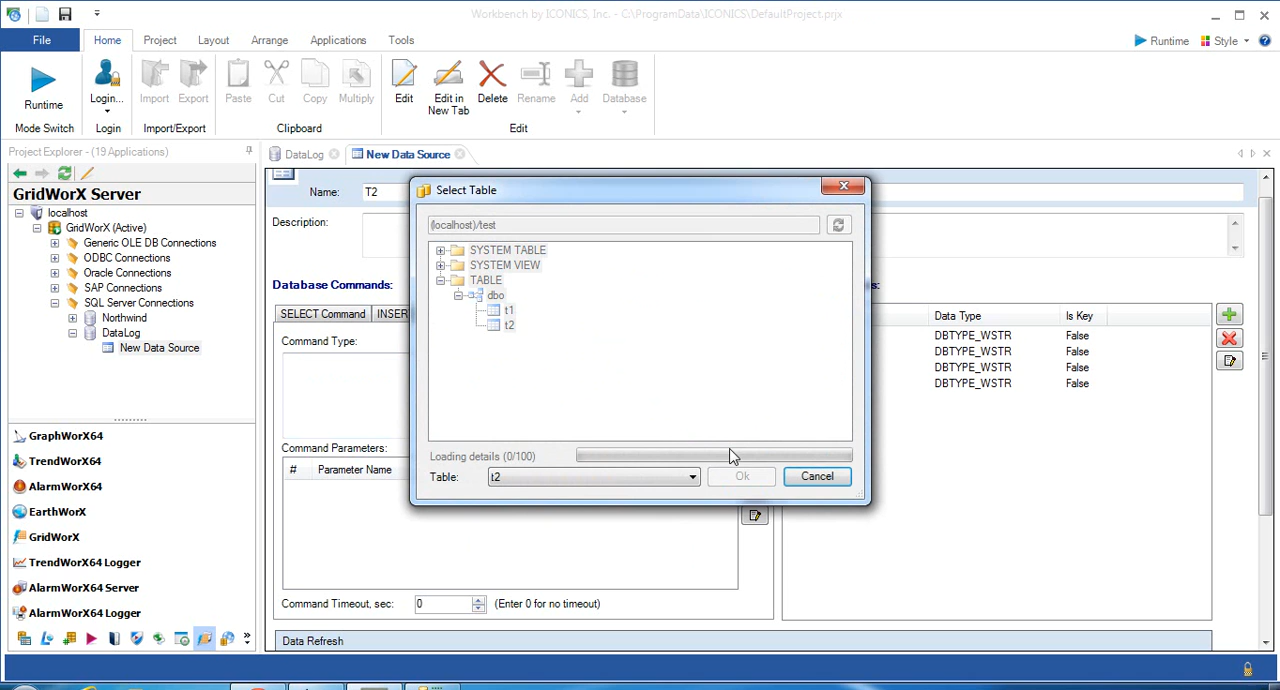 Workbench by ICONICS, Inc. - C:\ProgramData\ICONICS\DefaultProject.prjx
File Home Project Layout Arrange Applications Tools
Runtime Style
Runtime
Login...
Import Export
Paste Cut Copy Multiply
Edit
Edit in New Tab
Delete Rename Add Database
Mode Switch Login Import/Export Clipboard Edit
Project Explorer - (19 Applications)
DataLog New Data Source
GridWorX Server
localhost
GridWorX (Active)
Generic OLE DB Connections
ODBC Connections
Oracle Connections
SAP Connections
SQL Server Connections
Northwind
DataLog
New Data Source
GraphWorX64
TrendWorX64
AlarmWorX64
EarthWorX
GridWorX
TrendWorX64 Logger
AlarmWorX64 Server
AlarmWorX64 Logger
Name: T2
Description:
Database Commands:
SELECT Command INSER
Command Type:
Command Parameters:
# Parameter Name
Command Timeout, sec: 0 (Enter 0 for no timeout)
Data Refresh
Select Table
(localhost)/test
SYSTEM TABLE
SYSTEM VIEW
TABLE
dbo
t1
t2
Loading details (0/100)
Table: t2 Ok Cancel
s:
Data Type Is Key
DBTYPE_WSTR False
DBTYPE_WSTR False
DBTYPE_WSTR False
DBTYPE_WSTR False